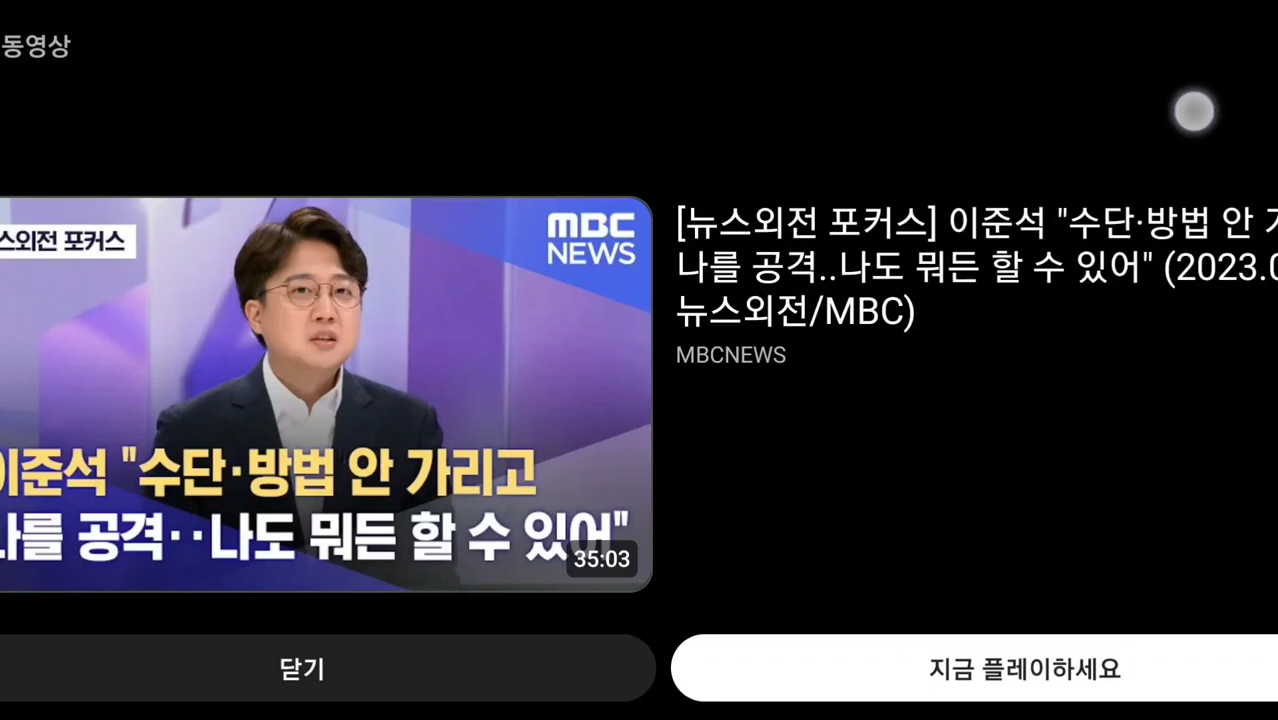 동영상
스외전 포커스
MBC
NEWS
이준석 "수단·방법 안 가리고
나를 공격··나도 뭐든 할 수 있어"
35:03
[뉴스외전 포커스] 이준석 "수단·방법 안
나를 공격..나도 뭐든 할 수 있어" (2023.0
뉴스외전/MBC)
MBCNEWS
닫기
지금 플레이하세요